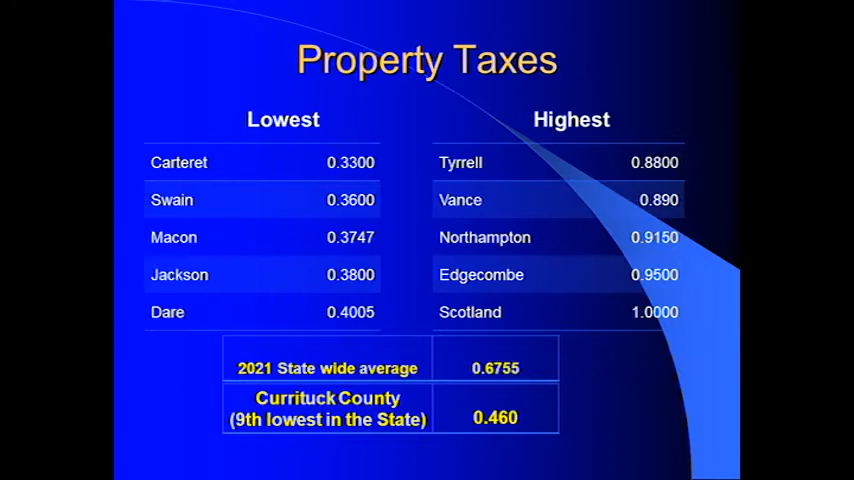 Property Taxes
Lowest
Carteret 0.3300
Swain 0.3600
Macon 0.3747
Jackson 0.3800
Dare 0.4005
Highest
Tyrrell 0.8800
Vance 0.890
Northampton 0.9150
Edgecombe 0.9500
Scotland 1.0000
2021 State wide average 0.6755
Currituck County
(9th lowest in the State) 0.460